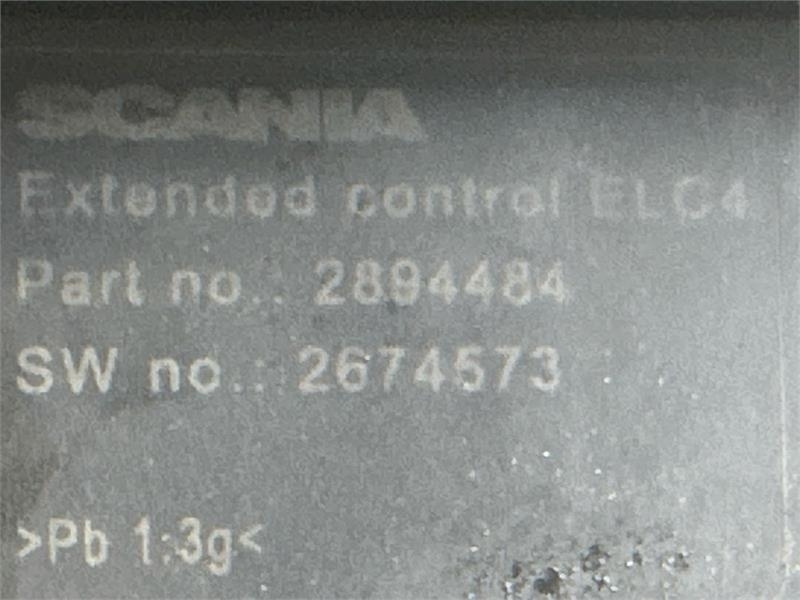 SCANIA
Extended control ELC4
Part no.: 2894484
SW no.: 2674573
>Pb 1:3g<